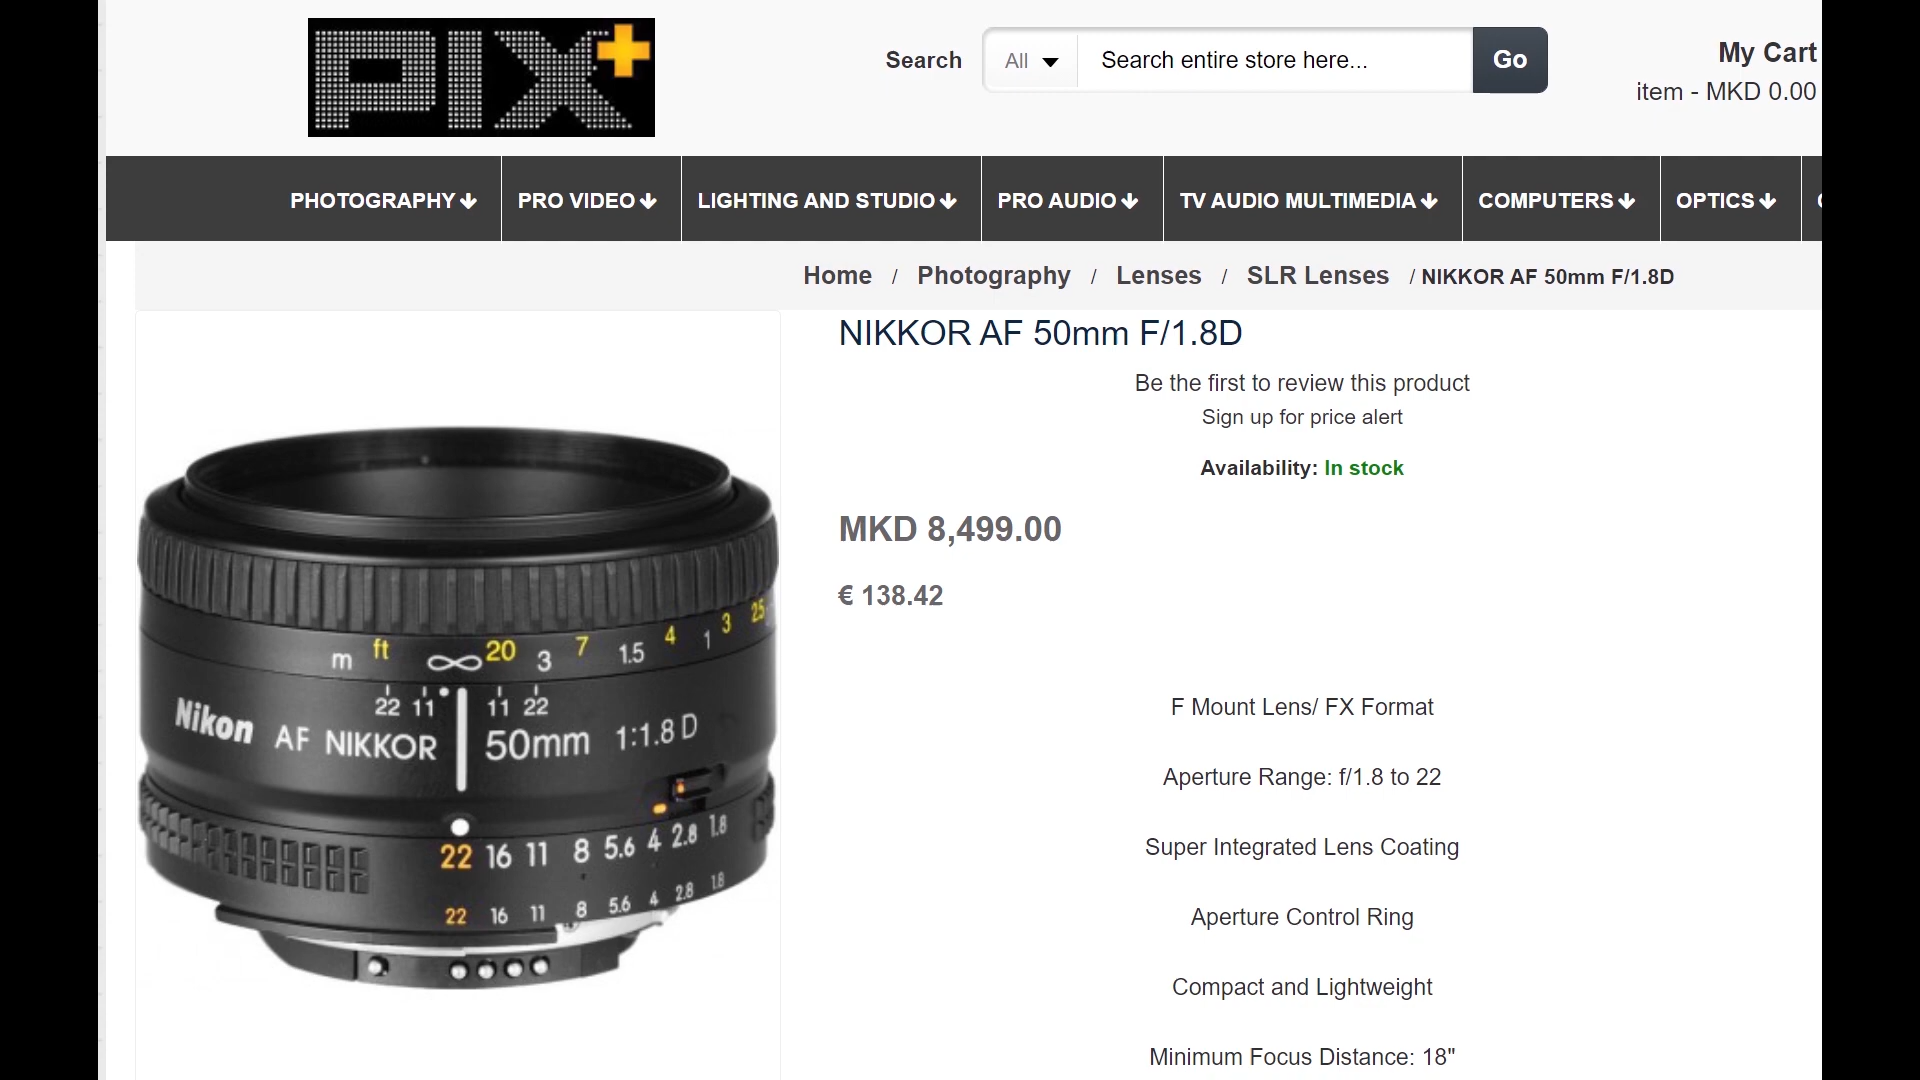 PIX+
Search
All
Search entire store here...
Go
My Cart
item - MKD 0.00
PHOTOGRAPHY
PRO VIDEO
LIGHTING AND STUDIO
PRO AUDIO
TV AUDIO MULTIMEDIA
COMPUTERS
OPTICS
Home / Photography / Lenses / SLR Lenses / NIKKOR AF 50mm F/1.8D
NIKKOR AF 50mm F/1.8D
Be the first to review this product
Sign up for price alert
Availability: In stock
MKD 8,499.00
€ 138.42
F Mount Lens/ FX Format
Aperture Range: f/1.8 to 22
Super Integrated Lens Coating
Aperture Control Ring
Compact and Lightweight
Minimum Focus Distance: 18"
m ft ∞ 20 3 7 1.5 4 1 3 2.5
22 11 11 22
Nikon AF NIKKOR 50mm 1:1.8 D
22 16 11 8 5.6 4 2.8 1.8
22 16 11 8 5.6 4 2.8 1.8